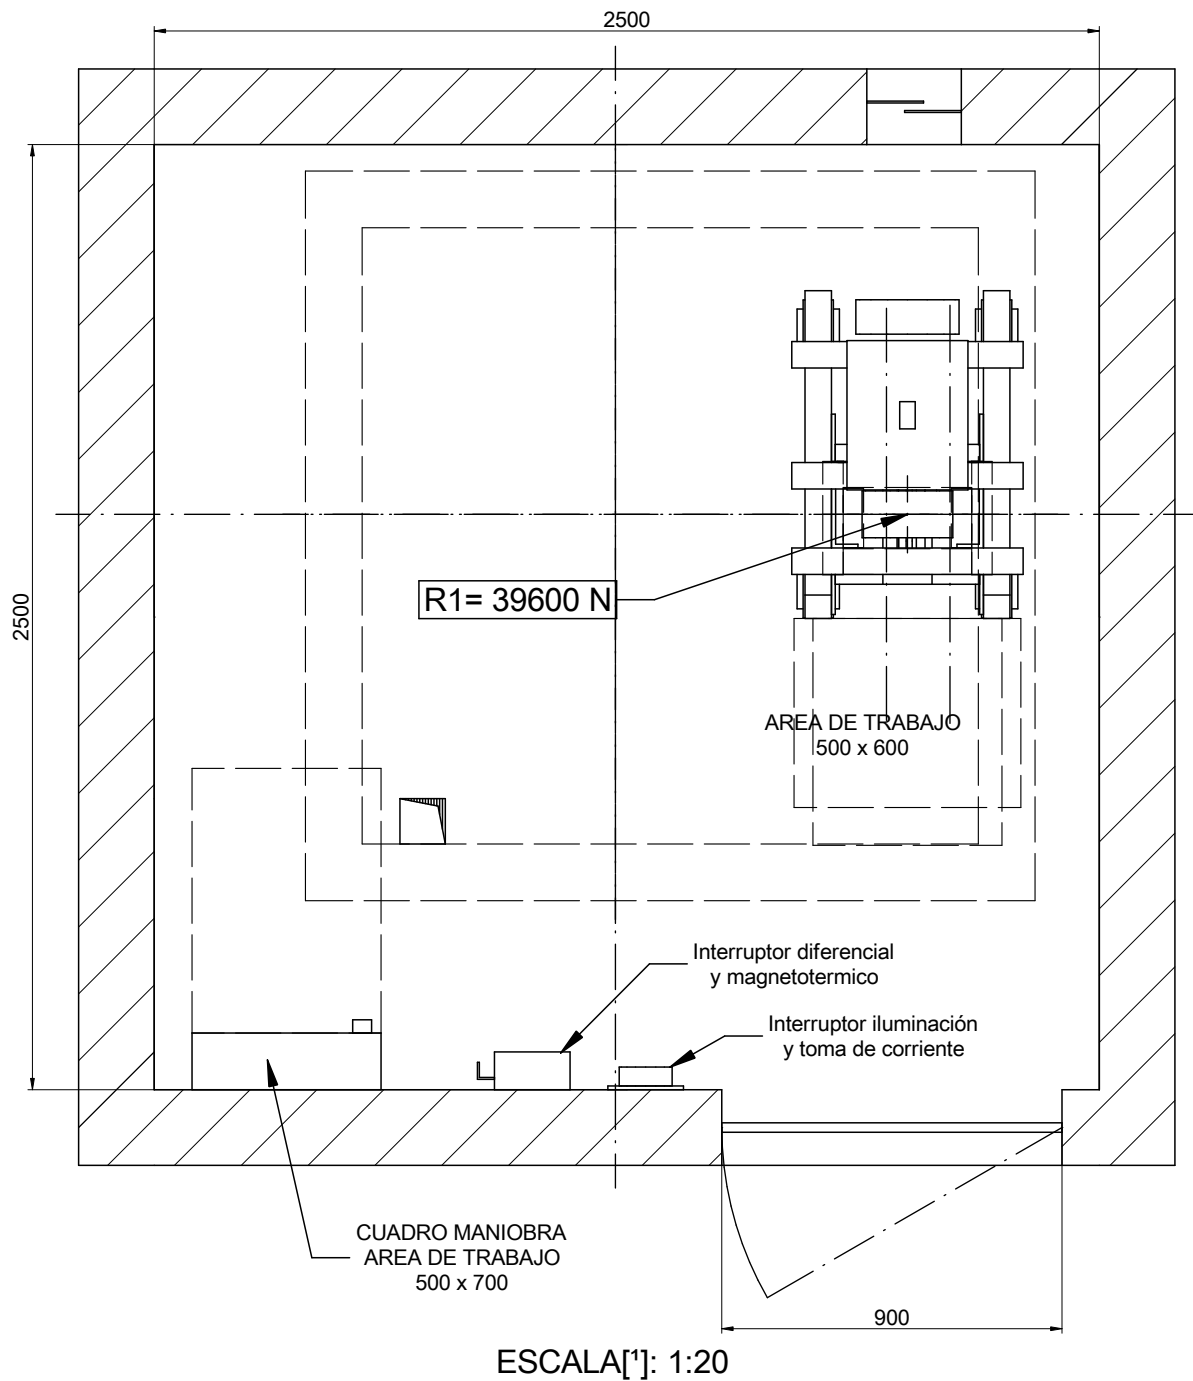 2500
2500
R1= 39600 N
AREA DE TRABAJO
500 x 600
Interruptor diferencial
y magnetotermico
Interruptor iluminación
y toma de corriente
CUADRO MANIOBRA
AREA DE TRABAJO
500 x 700
900
ESCALA[¹]: 1:20